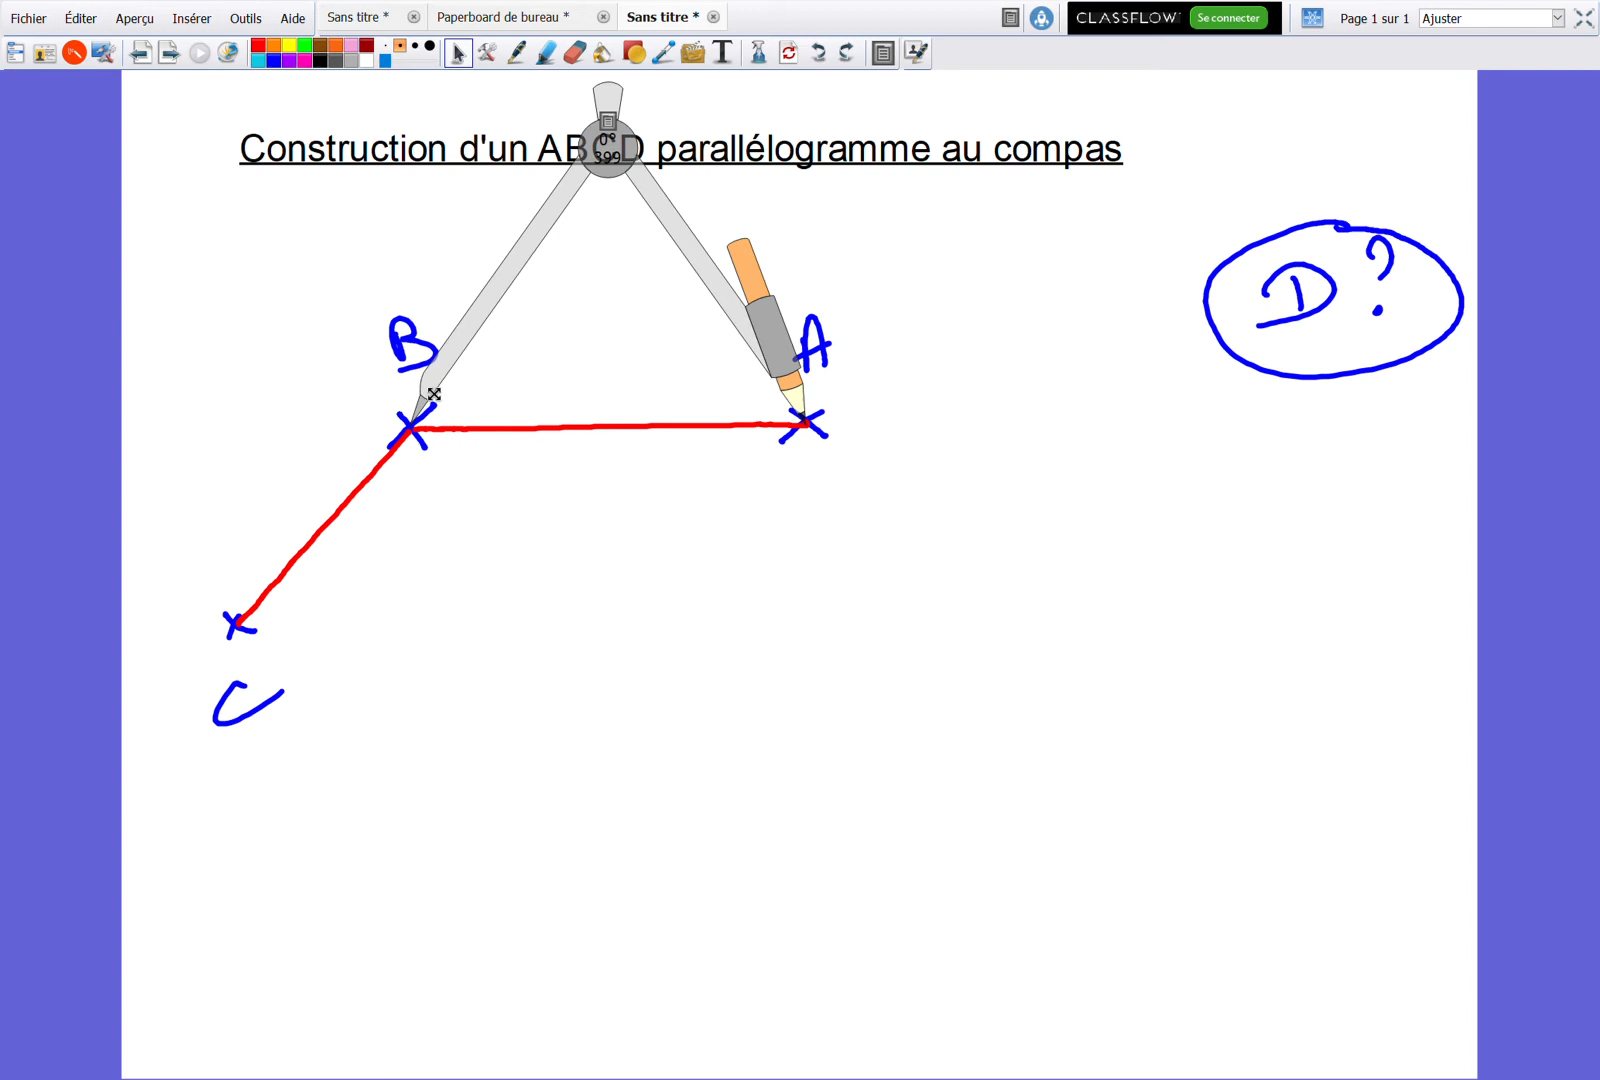 Fichier Éditer Aperçu Insérer Outils Aide Sans titre * Paperboard de bureau * Sans titre * CLASSFLOW Se connecter Page 1 sur 1 Ajuster
Construction d'un ABCD parallélogramme au compas
0°
399
D ?
B
A
C